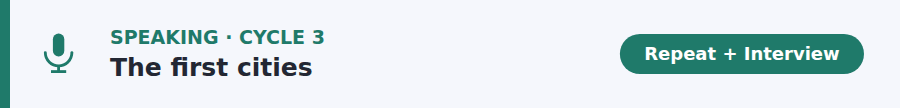 SPEAKING · CYCLE 3
The first cities
Repeat + Interview